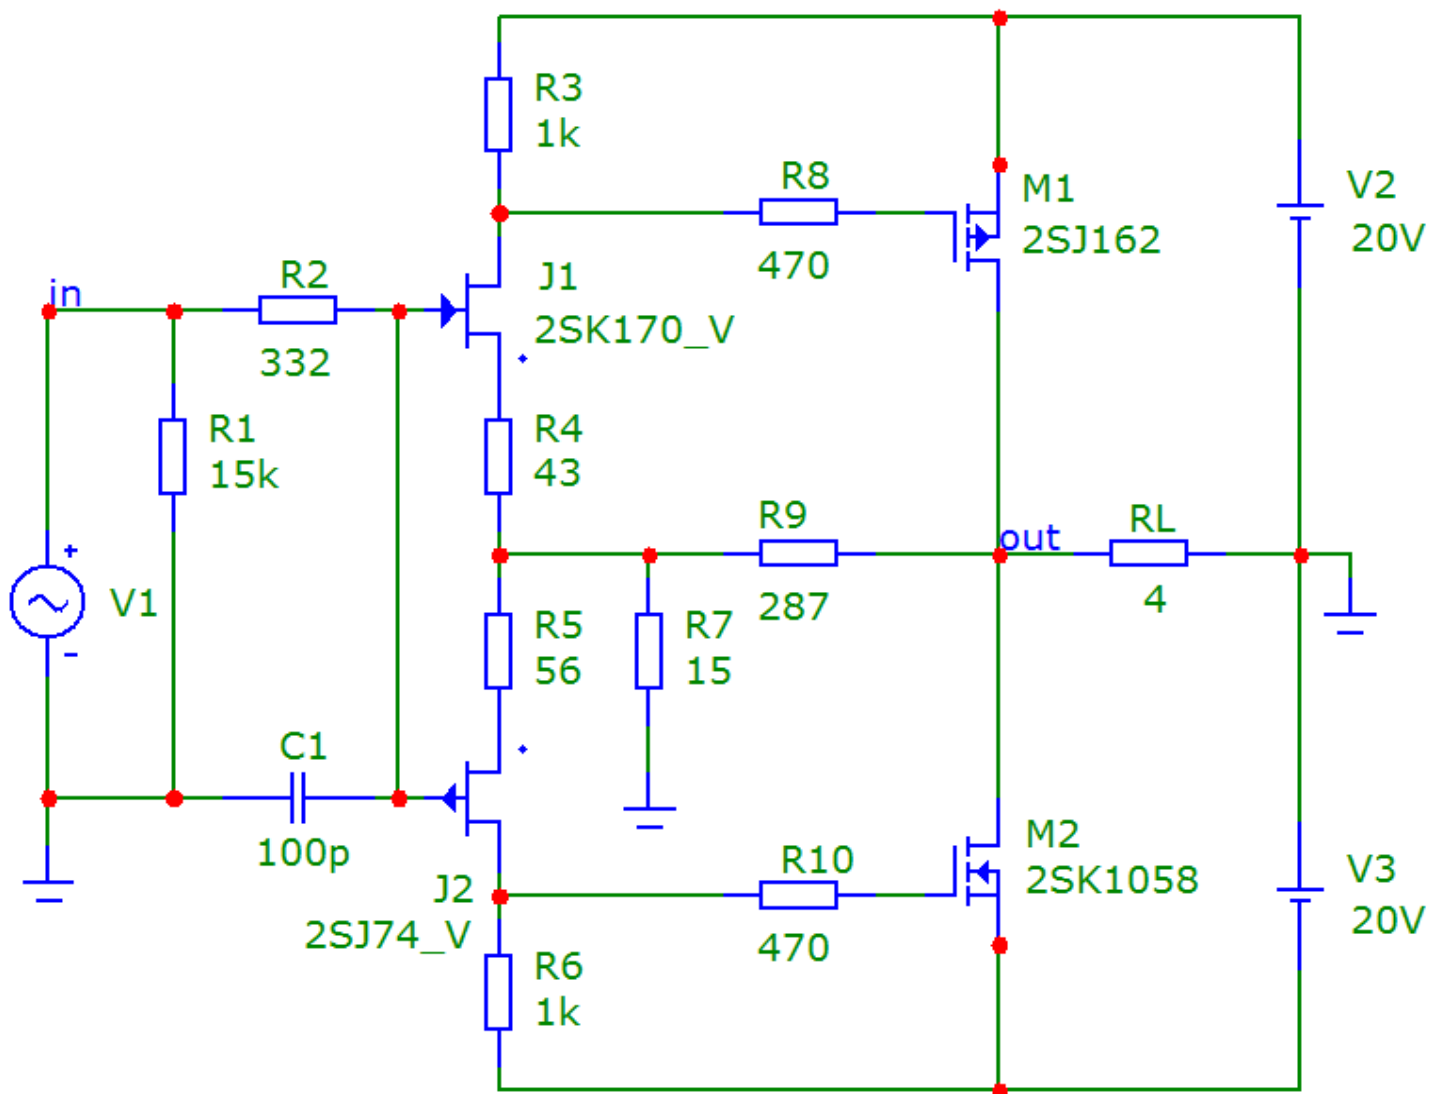 R3
1k
R8
470
M1
2SJ162
V2
20V
in
R2
332
J1
2SK170_V
R1
15k
R4
43
R9
287
out
RL
4
+
V1
-
R5
56
R7
15
C1
100p
J2
2SJ74_V
R10
470
M2
2SK1058
V3
20V
R6
1k